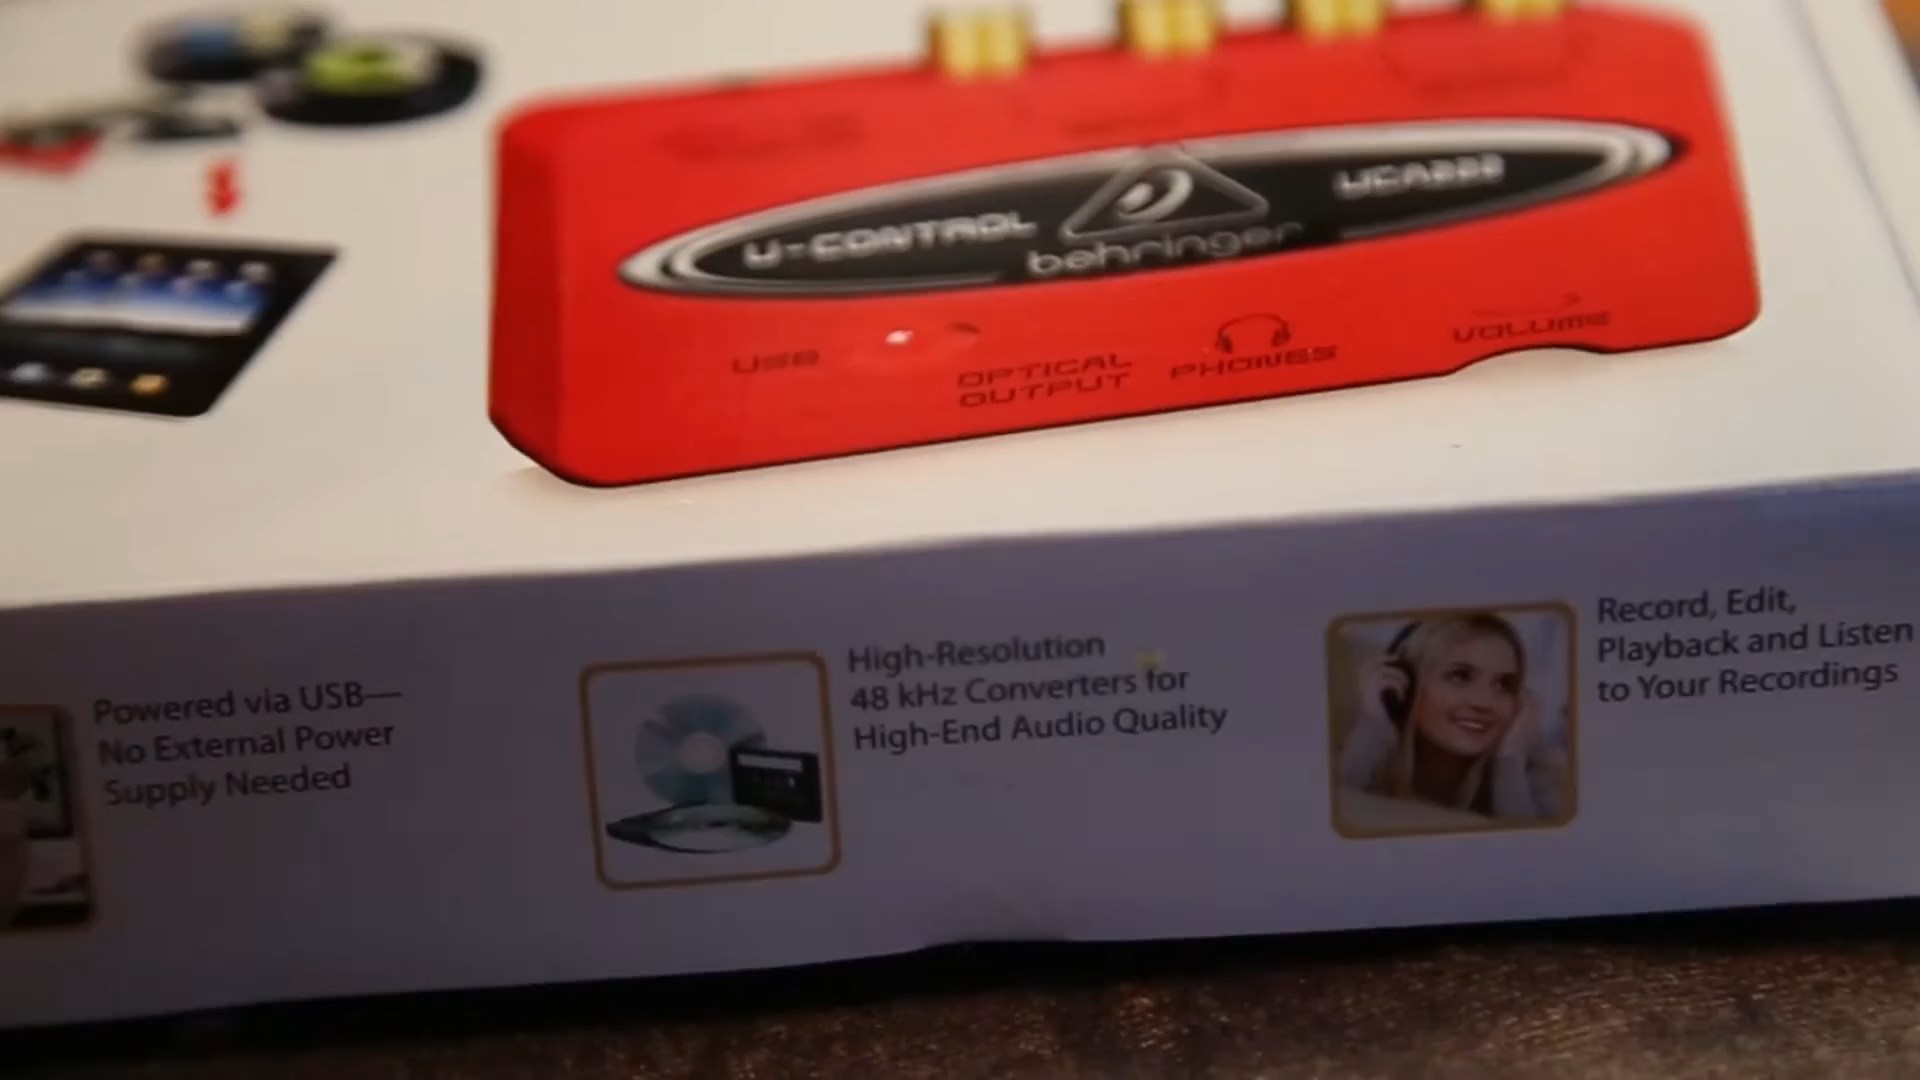 U-CONTROL
behringer
UCA222
USB
OPTICAL
OUTPUT
PHONES
VOLUME
Powered via USB—
No External Power
Supply Needed
High-Resolution
48 kHz Converters for
High-End Audio Quality
Record, Edit,
Playback and Listen
to Your Recordings